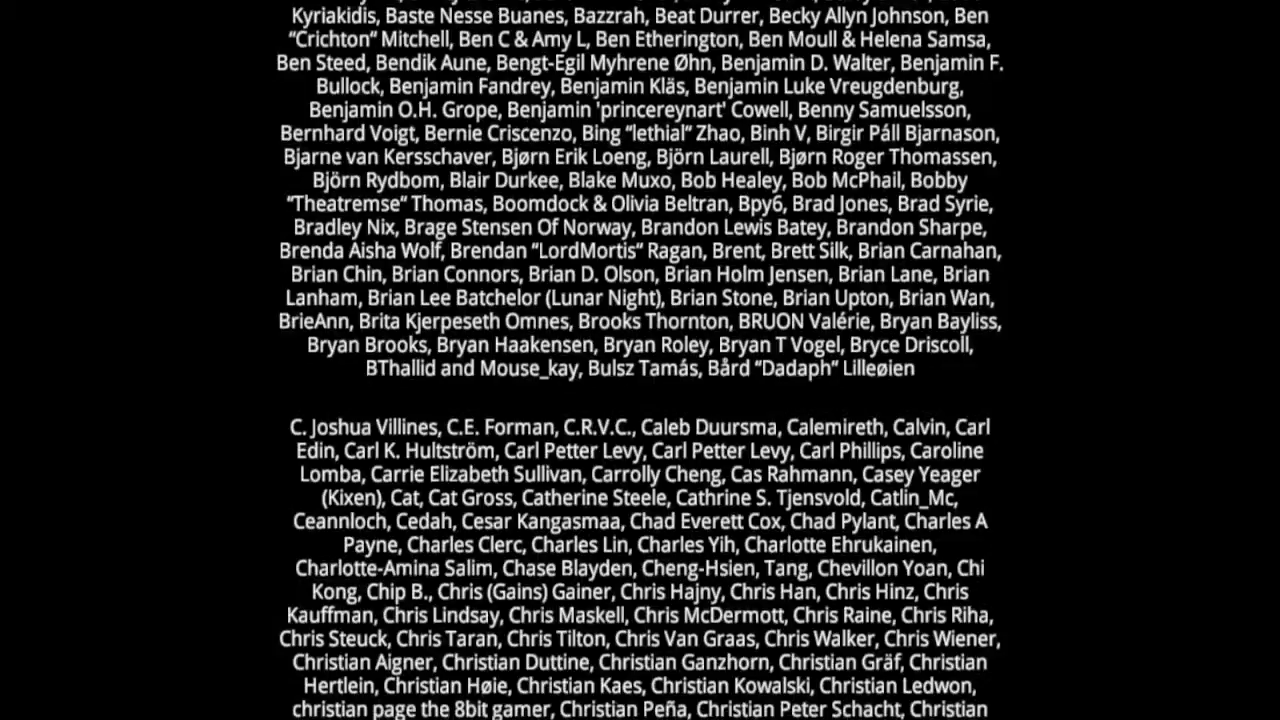 Kyriakidis, Baste Nesse Buanes, Bazzrah, Beat Durrer, Becky Allyn Johnson, Ben
“Crichton“ Mitchell, Ben C & Amy L, Ben Etherington, Ben Moull & Helena Samsa,
Ben Steed, Bendik Aune, Bengt-Egil Myhrene Øhn, Benjamin D. Walter, Benjamin F.
Bullock, Benjamin Fandrey, Benjamin Kläs, Benjamin Luke Vreugdenburg,
Benjamin O.H. Grope, Benjamin 'princereynart' Cowell, Benny Samuelsson,
Bernhard Voigt, Bernie Criscenzo, Bing “lethial“ Zhao, Binh V, Birgir Páll Bjarnason,
Bjarne van Kersschaver, Bjørn Erik Loeng, Björn Laurell, Bjørn Roger Thomassen,
Björn Rydbom, Blair Durkee, Blake Muxo, Bob Healey, Bob McPhail, Bobby
“Theatremse“ Thomas, Boomdock & Olivia Beltran, Bpy6, Brad Jones, Brad Syrie,
Bradley Nix, Brage Stensen Of Norway, Brandon Lewis Batey, Brandon Sharpe,
Brenda Aisha Wolf, Brendan “LordMortis“ Ragan, Brent, Brett Silk, Brian Carnahan,
Brian Chin, Brian Connors, Brian D. Olson, Brian Holm Jensen, Brian Lane, Brian
Lanham, Brian Lee Batchelor (Lunar Night), Brian Stone, Brian Upton, Brian Wan,
BrieAnn, Brita Kjerpeseth Omnes, Brooks Thornton, BRUON Valérie, Bryan Bayliss,
Bryan Brooks, Bryan Haakensen, Bryan Roley, Bryan T Vogel, Bryce Driscoll,
BThallid and Mouse_kay, Bulsz Tamás, Bård “Dadaph“ Lilleøien
C. Joshua Villines, C.E. Forman, C.R.V.C., Caleb Duursma, Calemireth, Calvin, Carl
Edin, Carl K. Hultström, Carl Petter Levy, Carl Petter Levy, Carl Phillips, Caroline
Lomba, Carrie Elizabeth Sullivan, Carrolly Cheng, Cas Rahmann, Casey Yeager
(Kixen), Cat, Cat Gross, Catherine Steele, Cathrine S. Tjensvold, Catlin_Mc,
Ceannloch, Cedah, Cesar Kangasmaa, Chad Everett Cox, Chad Pylant, Charles A
Payne, Charles Clerc, Charles Lin, Charles Yih, Charlotte Ehrukainen,
Charlotte-Amina Salim, Chase Blayden, Cheng-Hsien, Tang, Chevillon Yoan, Chi
Kong, Chip B., Chris (Gains) Gainer, Chris Hajny, Chris Han, Chris Hinz, Chris
Kauffman, Chris Lindsay, Chris Maskell, Chris McDermott, Chris Raine, Chris Riha,
Chris Steuck, Chris Taran, Chris Tilton, Chris Van Graas, Chris Walker, Chris Wiener,
Christian Aigner, Christian Duttine, Christian Ganzhorn, Christian Gräf, Christian
Hertlein, Christian Høie, Christian Kaes, Christian Kowalski, Christian Ledwon,
christian page the 8bit gamer, Christian Peña, Christian Peter Schacht, Christian